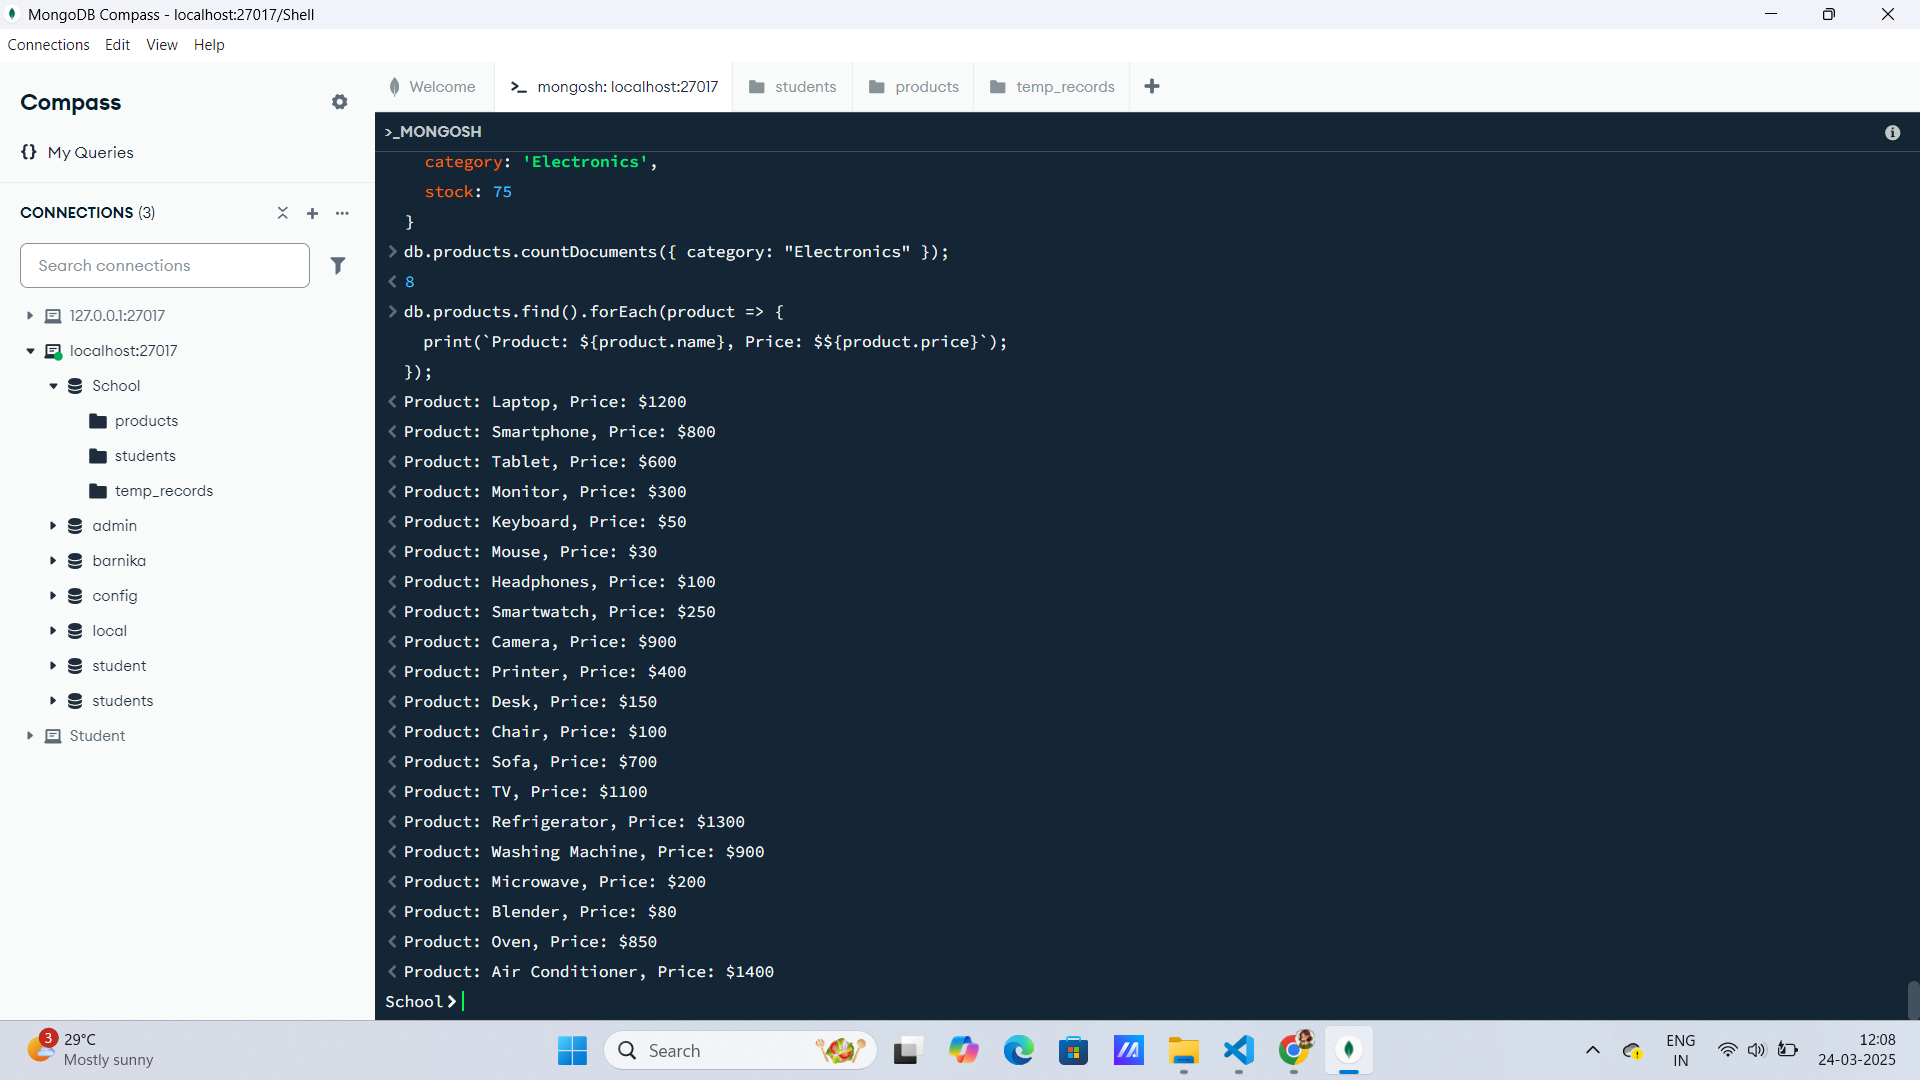 MongoDB Compass - localhost:27017/Shell
Connections Edit View Help
Compass
{} My Queries
CONNECTIONS (3)
Search connections
127.0.0.1:27017
localhost:27017
School
products
students
temp_records
admin
barnika
config
local
student
students
Student
Welcome
>_ mongosh: localhost:27017
students
products
temp_records
>_MONGOSH
category: 'Electronics',
stock: 75
}
db.products.countDocuments({ category: "Electronics" });
8
db.products.find().forEach(product => {
print(`Product: ${product.name}, Price: $${product.price}`);
});
Product: Laptop, Price: $1200
Product: Smartphone, Price: $800
Product: Tablet, Price: $600
Product: Monitor, Price: $300
Product: Keyboard, Price: $50
Product: Mouse, Price: $30
Product: Headphones, Price: $100
Product: Smartwatch, Price: $250
Product: Camera, Price: $900
Product: Printer, Price: $400
Product: Desk, Price: $150
Product: Chair, Price: $100
Product: Sofa, Price: $700
Product: TV, Price: $1100
Product: Refrigerator, Price: $1300
Product: Washing Machine, Price: $900
Product: Microwave, Price: $200
Product: Blender, Price: $80
Product: Oven, Price: $850
Product: Air Conditioner, Price: $1400
School>
3
29°C
Mostly sunny
Search
ENG
IN
12:08
24-03-2025